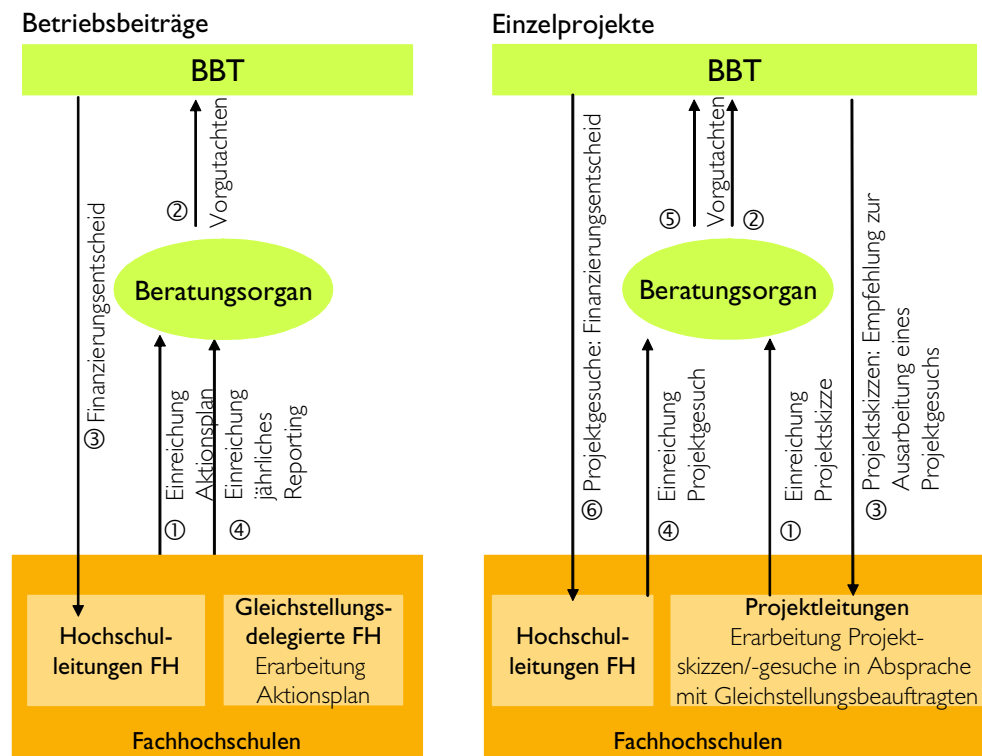 Betriebsbeiträge
BBT
Vorgutachten
②
③ Finanzierungsentscheid
Beratungsorgan
① Einreichung
Aktionsplan
④ Einreichung
jährliches
Reporting
Hochschul-
leitungen FH
Gleichstellungs-
delegierte FH
Erarbeitung
Aktionsplan
Fachhochschulen
Einzelprojekte
BBT
⑥ Projektgesuche: Finanzierungsentscheid
⑤
Vorgutachten
②
Beratungsorgan
④ Einreichung
Projektgesuch
① Einreichung
Projektskizze
③ Projektskizzen: Empfehlung zur
Ausarbeitung eines
Projektgesuchs
Hochschul-
leitungen FH
Projektleitungen
Erarbeitung Projekt-
skizzen/-gesuche in Absprache
mit Gleichstellungsbeauftragten
Fachhochschulen